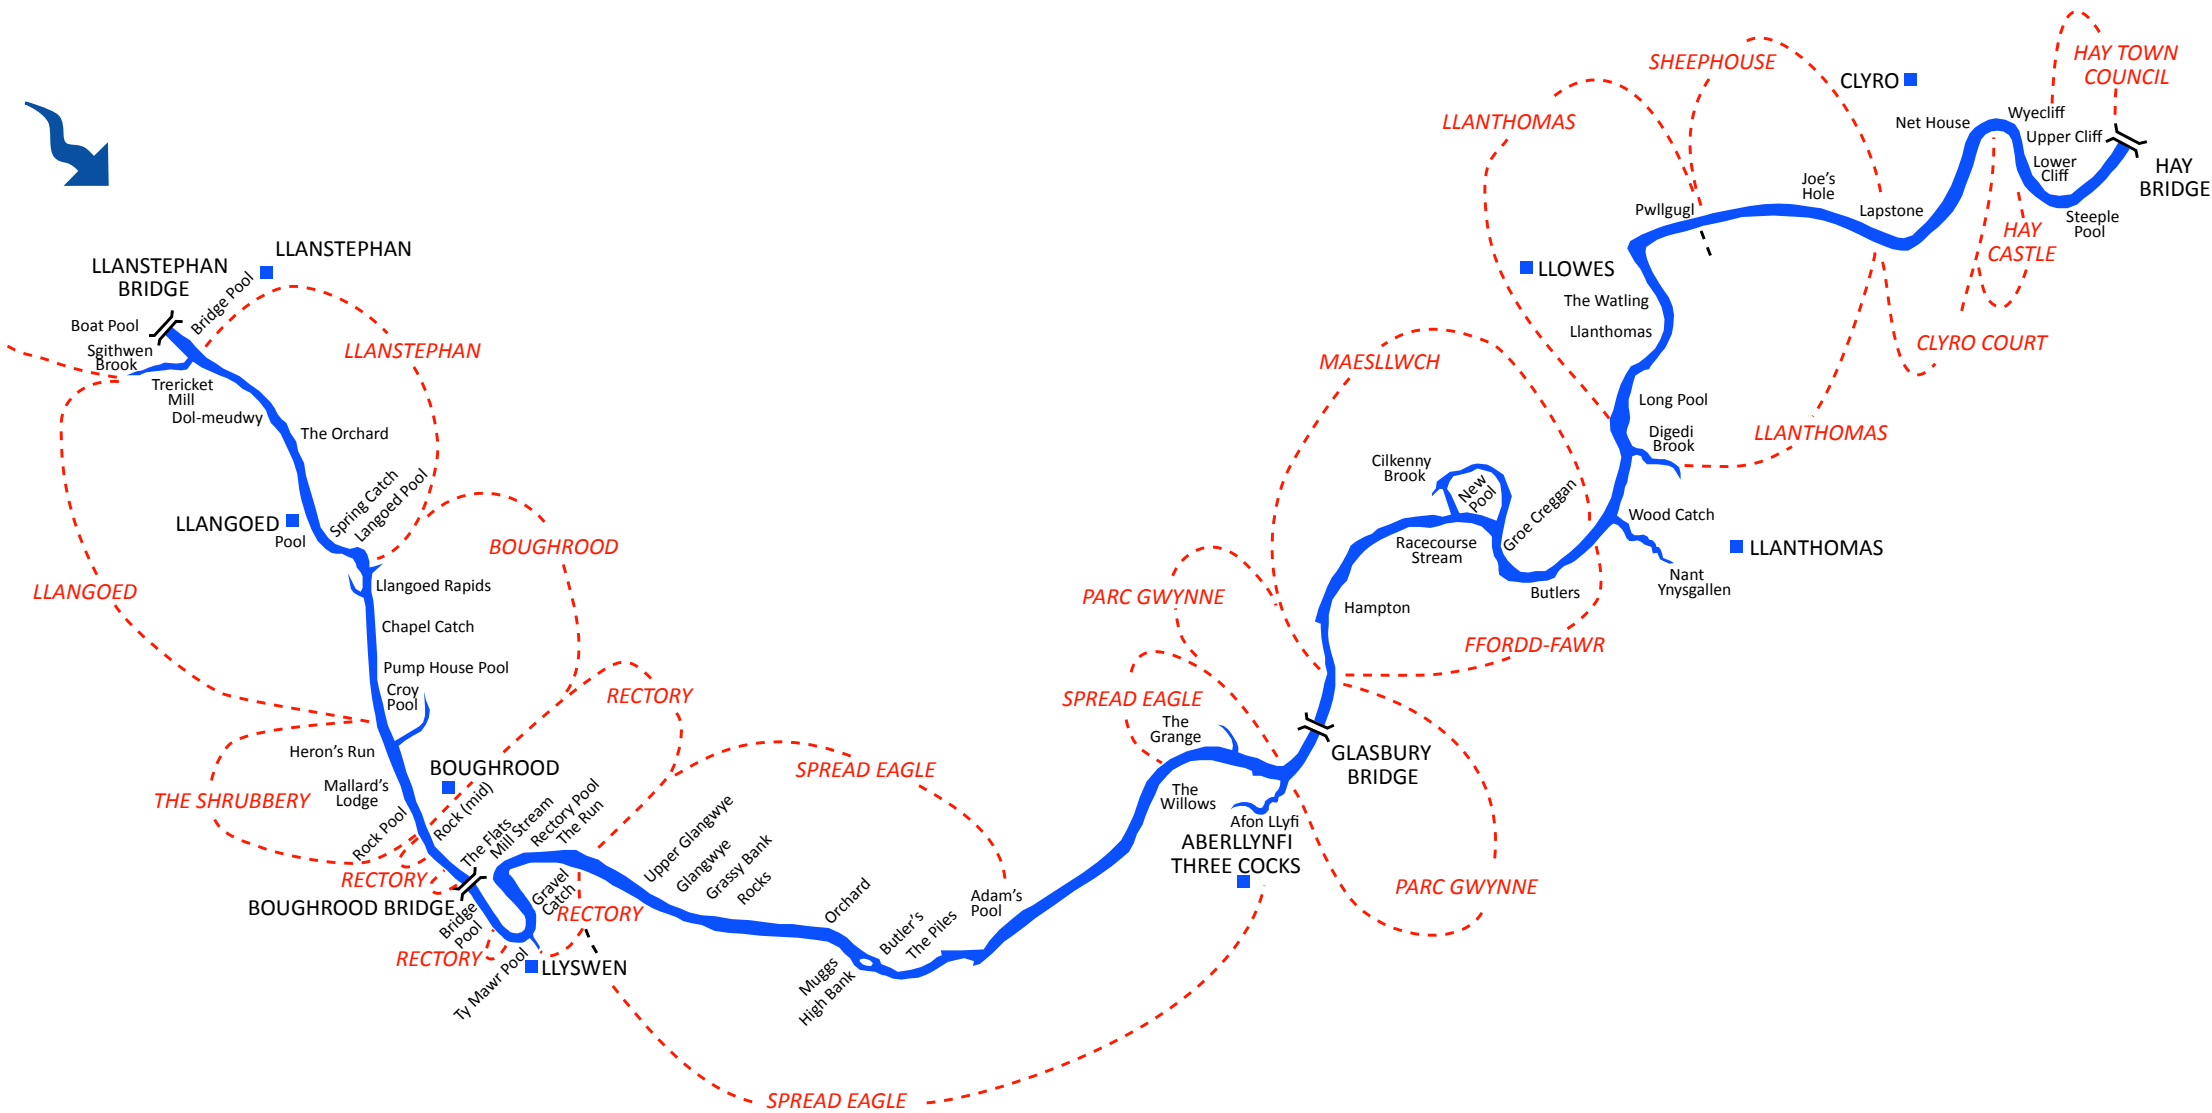 LLANSTEPHAN
LLANSTEPHAN
BRIDGE
Bridge Pool
Boat Pool
Sgithwen
Brook
LLANSTEPHAN
Trericket
Mill
Dol-meudwy
The Orchard
Spring Catch
Langoed Pool
LLANGOED
Pool
BOUGHROOD
LLANGOED
Llangoed Rapids
Chapel Catch
Pump House Pool
Croy
Pool
RECTORY
Heron's Run
BOUGHROOD
Mallard's
Lodge
THE SHRUBBERY
Rock Pool
Rock (mid)
The Flats
Mill Stream
Rectory Pool
The Run
RECTORY
BOUGHROOD BRIDGE
Bridge
Pool
Gravel
Catch
RECTORY
RECTORY
Ty Mawr Pool
LLYSWEN
SPREAD EAGLE
Upper Glangwye
Glangwye
Grassy Bank
Rocks
Orchard
Muggs
High Bank
Butler's
The Piles
Adam's
Pool
SPREAD EAGLE
SPREAD EAGLE
The
Grange
The
Willows
Afon LLyfi
ABERLLYNFI
THREE COCKS
PARC GWYNNE
GLASBURY
BRIDGE
PARC GWYNNE
Hampton
FFORDD-FAWR
MAESLLWCH
Cilkenny
Brook
New
Pool
Racecourse
Stream
Groe Creggan
Butlers
Wood Catch
Nant
Ynysgallen
LLANTHOMAS
Digedi
Brook
Long Pool
LLANTHOMAS
Llanthomas
The Watling
LLOWES
LLANTHOMAS
SHEEPHOUSE
Pwllgugl
Joe's
Hole
Lapstone
CLYRO
Net House
CLYRO COURT
HAY
CASTLE
Wyecliff
Upper Cliff
Lower
Cliff
Steeple
Pool
HAY TOWN
COUNCIL
HAY
BRIDGE